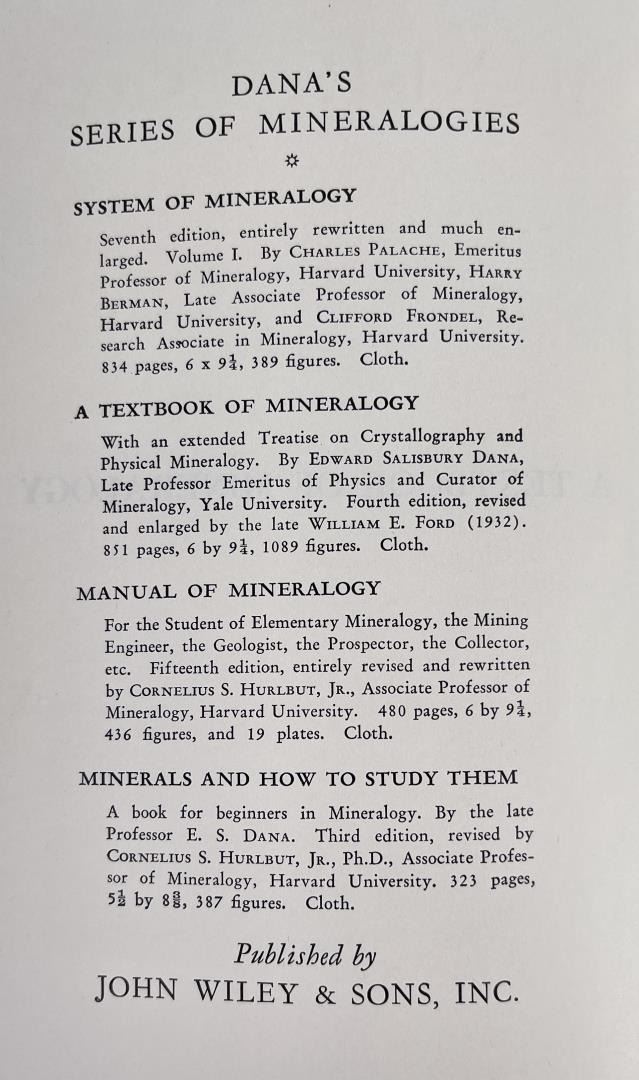 DANA'S
SERIES OF MINERALOGIES
SYSTEM OF MINERALOGY
Seventh edition, entirely rewritten and much en-
larged. Volume I. By CHARLES PALACHE, Emeritus
Professor of Mineralogy, Harvard University, HARRY
BERMAN, Late Associate Professor of Mineralogy,
Harvard University, and CLIFFORD FRONDEL, Re-
search Associate in Mineralogy, Harvard University.
834 pages, 6 x 9¼, 389 figures. Cloth.
A TEXTBOOK OF MINERALOGY
With an extended Treatise on Crystallography and
Physical Mineralogy. By EDWARD SALISBURY DANA,
Late Professor Emeritus of Physics and Curator of
Mineralogy, Yale University. Fourth edition, revised
and enlarged by the late WILLIAM E. FORD (1932).
851 pages, 6 by 9¼, 1089 figures. Cloth.
MANUAL OF MINERALOGY
For the Student of Elementary Mineralogy, the Mining
Engineer, the Geologist, the Prospector, the Collector,
etc. Fifteenth edition, entirely revised and rewritten
by CORNELIUS S. HURLBUT, JR., Associate Professor of
Mineralogy, Harvard University. 480 pages, 6 by 9¼,
436 figures, and 19 plates. Cloth.
MINERALS AND HOW TO STUDY THEM
A book for beginners in Mineralogy. By the late
Professor E. S. DANA. Third edition, revised by
CORNELIUS S. HURLBUT, JR., Ph.D., Associate Profes-
sor of Mineralogy, Harvard University. 323 pages,
5½ by 8⅜, 387 figures. Cloth.
Published by
JOHN WILEY & SONS, INC.